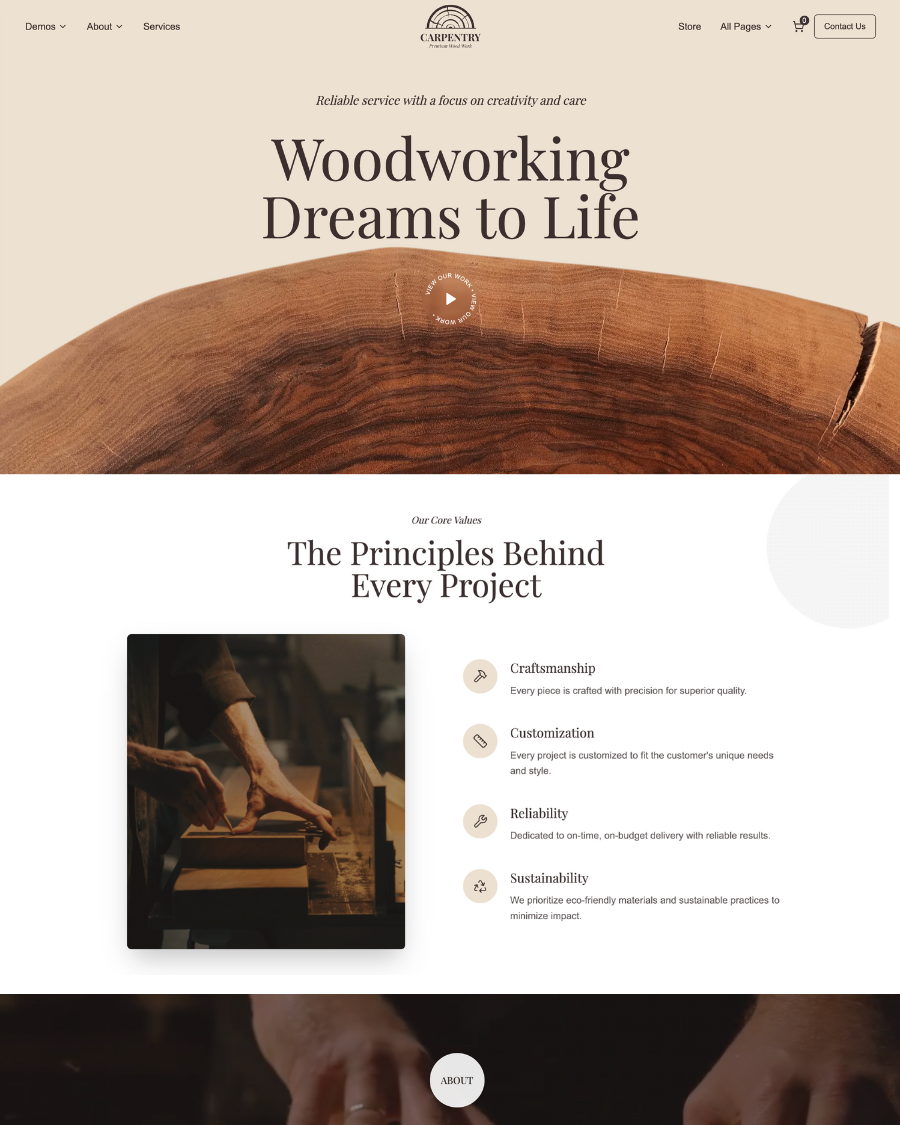 Demos
About
Services
CARPENTRY
Premium Wood Work
Store
All Pages
0
Contact Us
Reliable service with a focus on creativity and care
Woodworking
Dreams to Life
VIEW OUR WORK • VIEW OUR WORK •
Our Core Values
The Principles Behind
Every Project
Craftsmanship
Every piece is crafted with precision for superior quality.
Customization
Every project is customized to fit the customer's unique needs
and style.
Reliability
Dedicated to on-time, on-budget delivery with reliable results.
Sustainability
We prioritize eco-friendly materials and sustainable practices to
minimize impact.
ABOUT